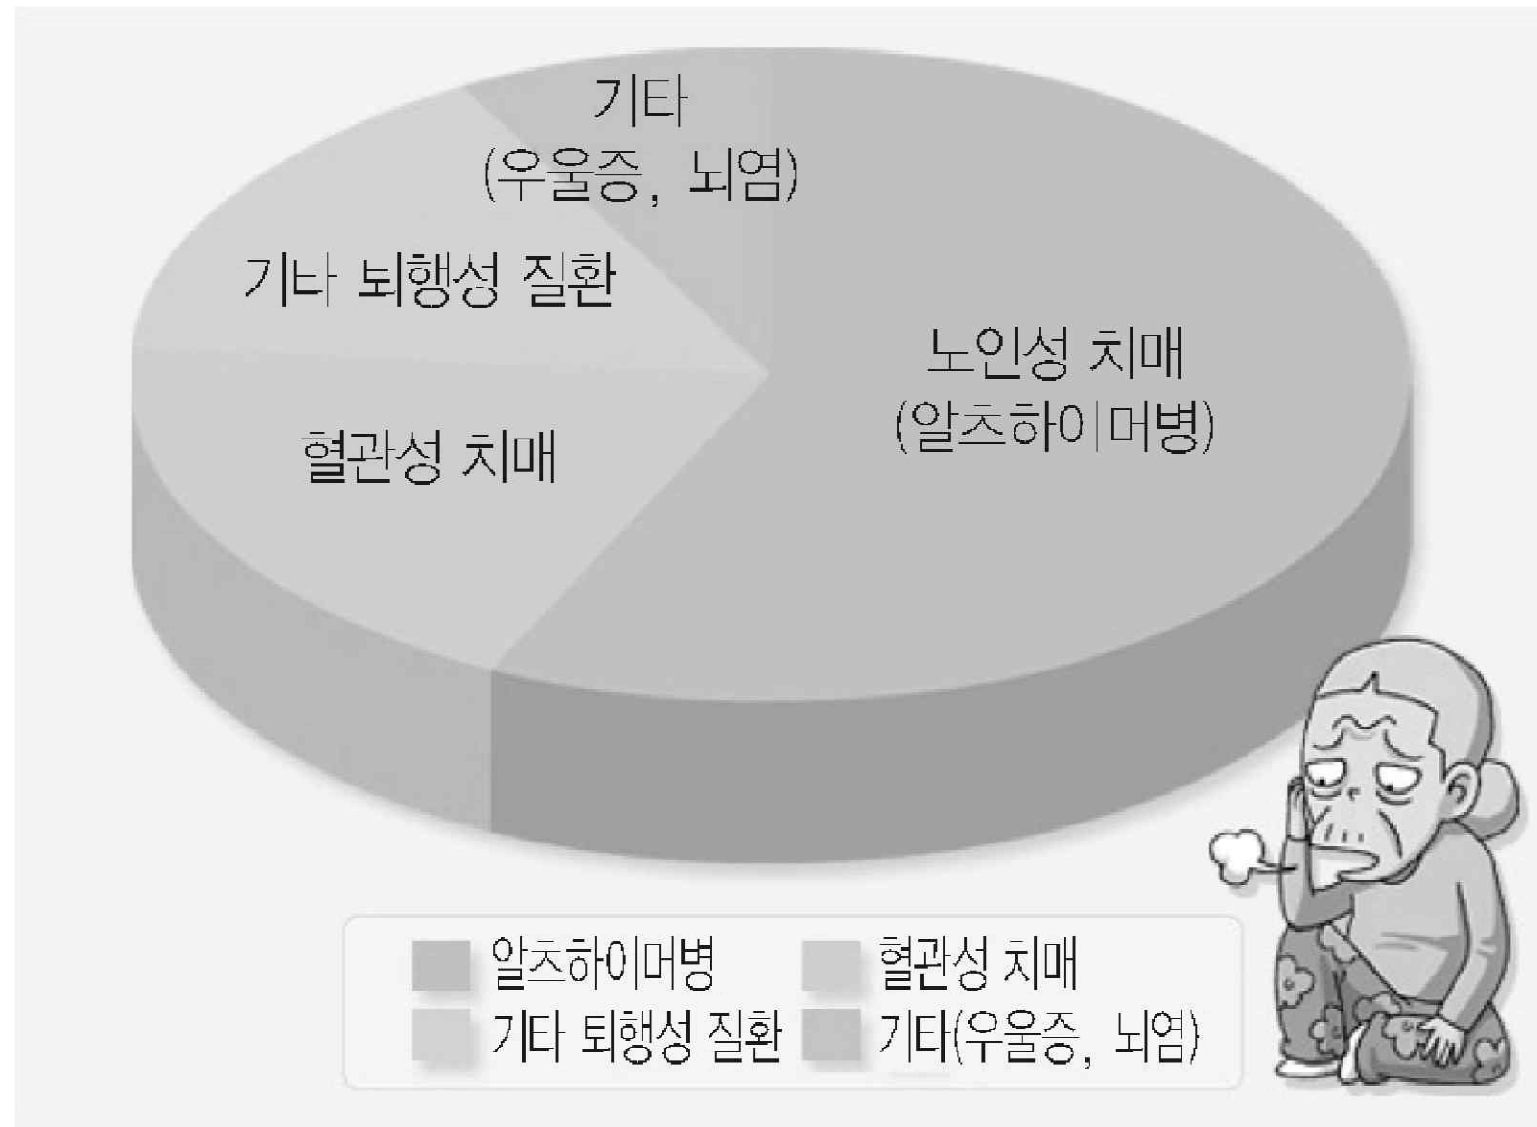 기타
(우울증, 뇌염)
기타 퇴행성 질환
노인성 치매
(알츠하이머병)
혈관성 치매
알츠하이머병 혈관성 치매
기타 퇴행성 질환 기타(우울증, 뇌염)